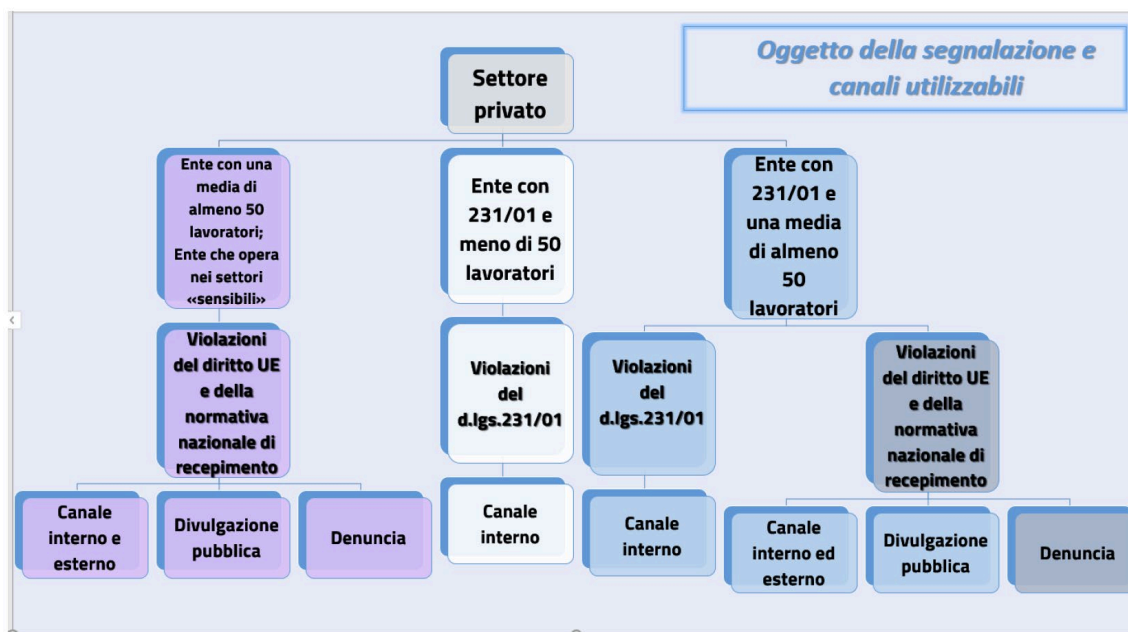 Oggetto della segnalazione e
canali utilizzabili
Settore
privato
Ente con una
media di
almeno 50
lavoratori;
Ente che opera
nei settori
«sensibili»
Ente con
231/01 e
meno di 50
lavoratori
Ente con
231/01 e
una media
di almeno
50
lavoratori
Violazioni
del diritto UE
e della
normativa
nazionale di
recepimento
Violazioni
del
d.lgs.231/01
Violazioni
del
d.lgs.231/01
Violazioni
del diritto UE
e della
normativa
nazionale di
recepimento
Canale
interno e
esterno
Divulgazione
pubblica
Denuncia
Canale
interno
Canale
interno
Canale
interno ed
esterno
Divulgazione
pubblica
Denuncia